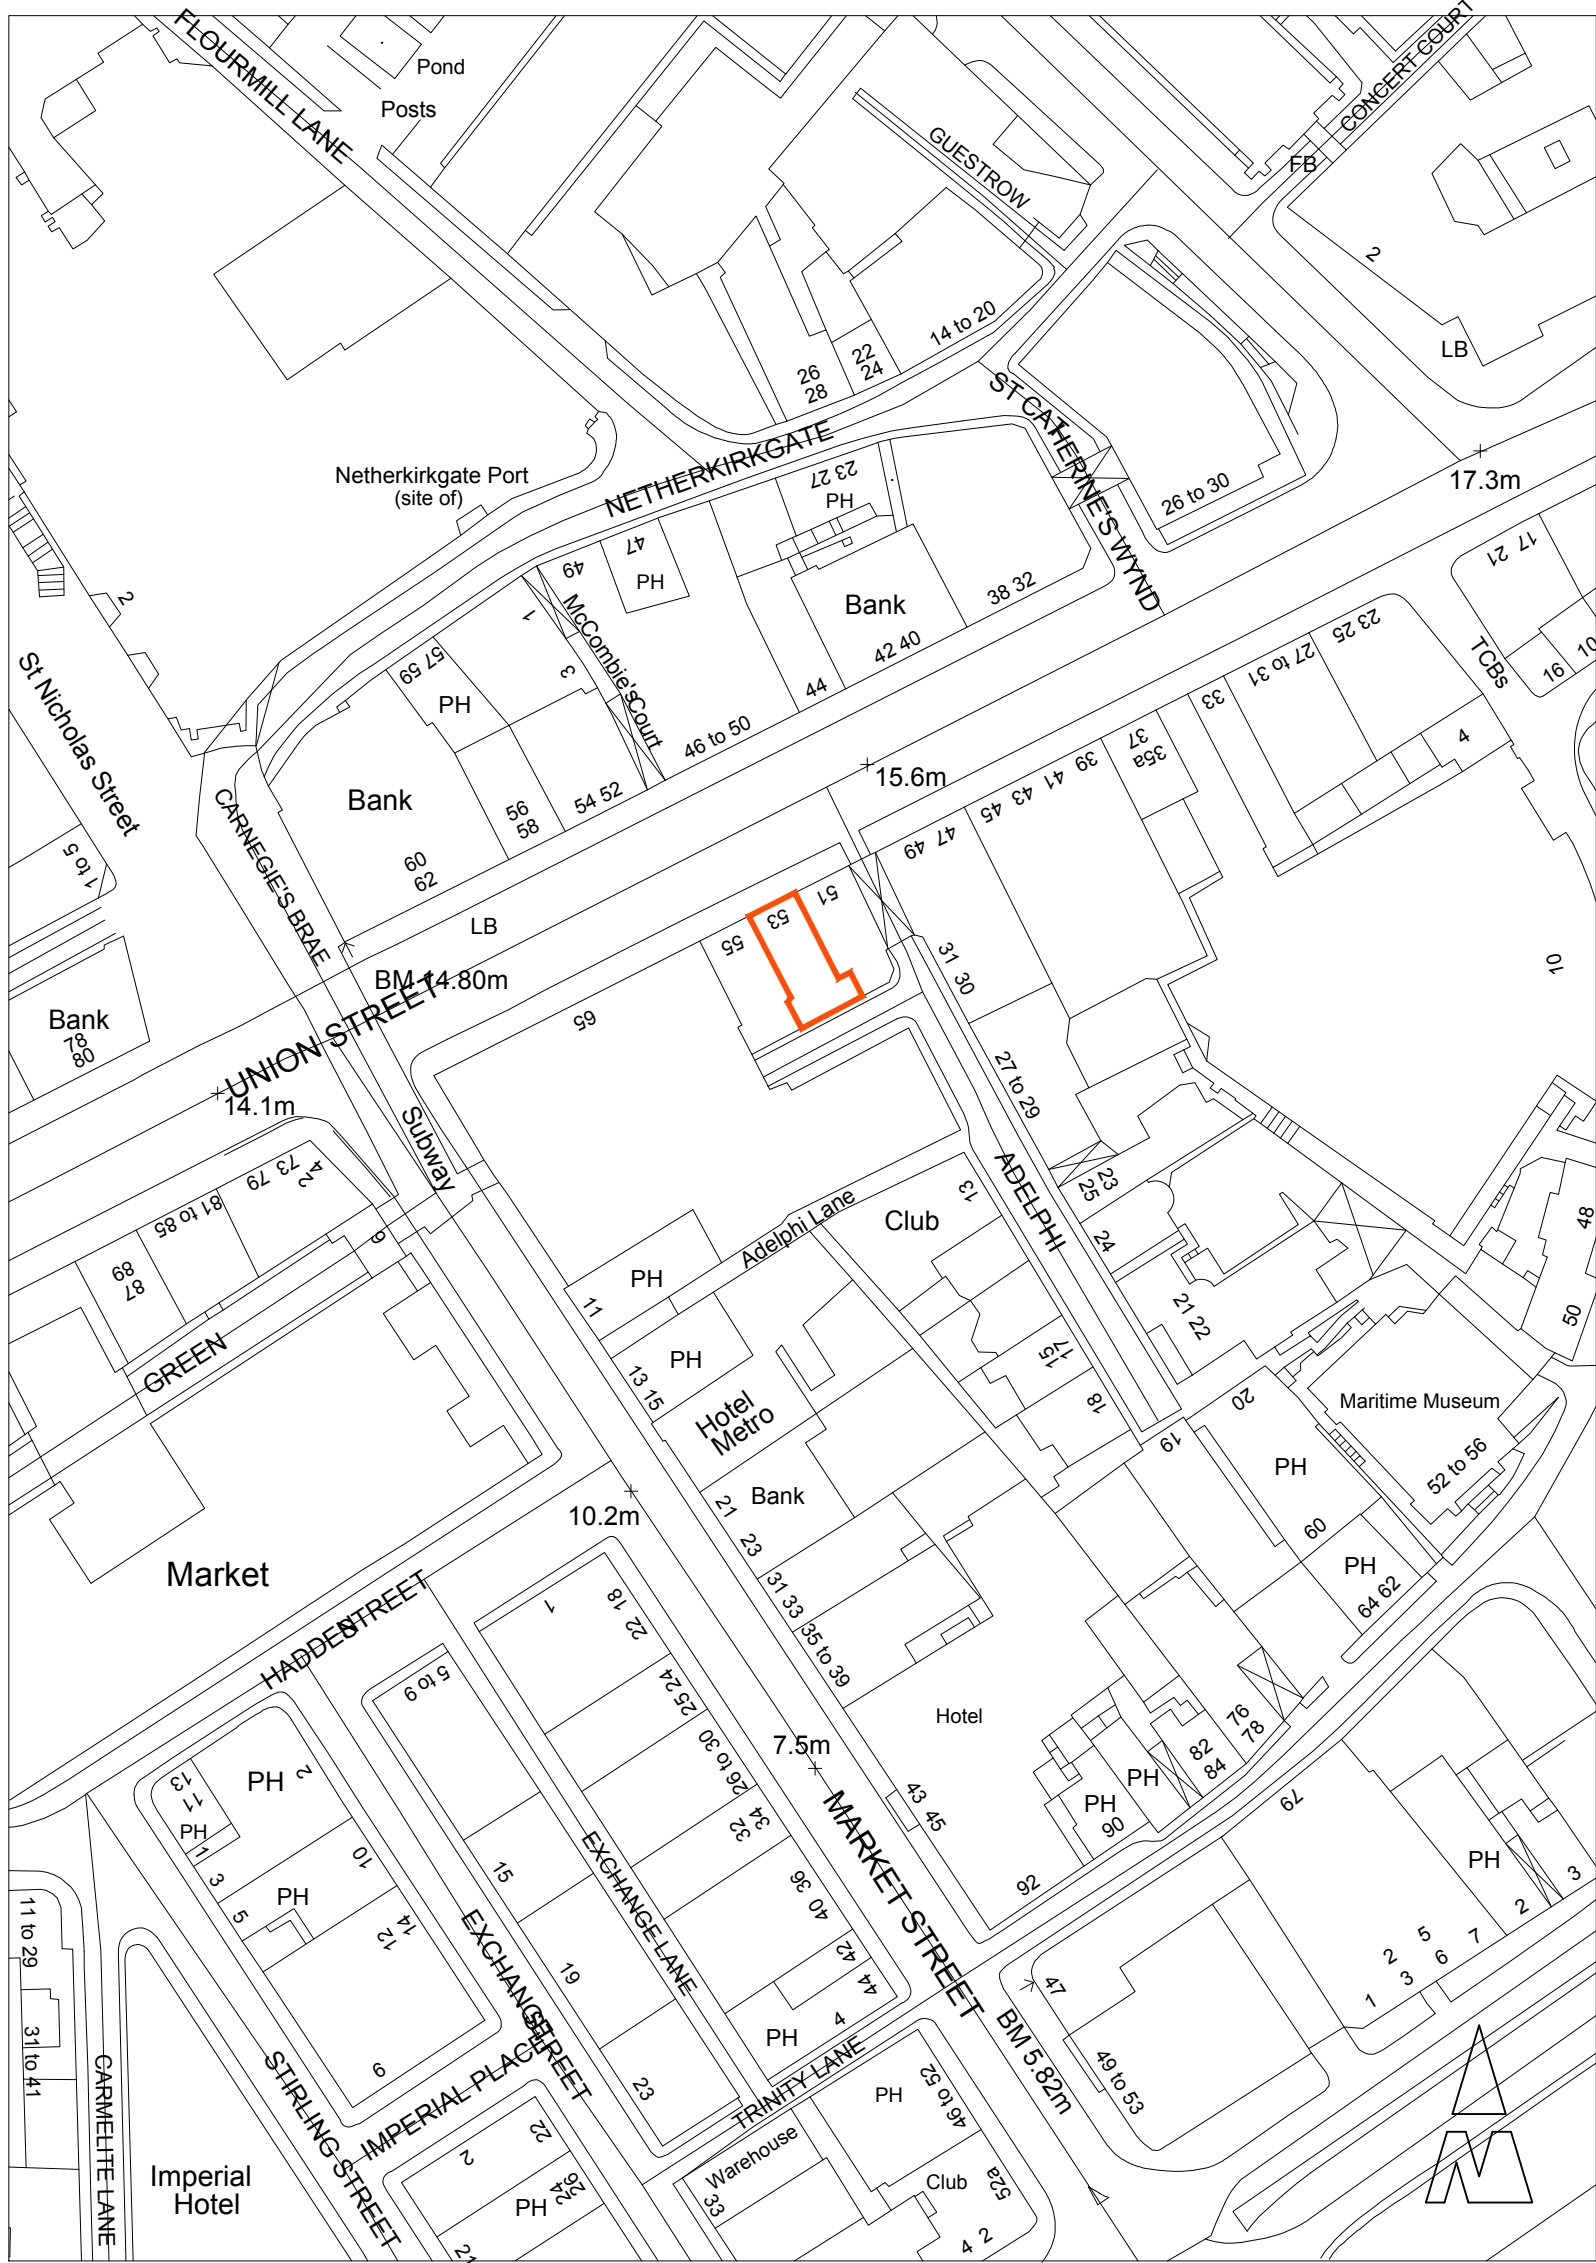 FLOURMILL LANE
Pond
Posts
GUESTROW
CONCERT COURT
FB
2
LB
14 to 20
22
24
26
28
ST CATHERINE'S WYND
NETHERKIRKGATE
Netherkirkgate Port
(site of)
23 27
PH
26 to 30
17.3m
17 21
47
PH
49
McCombie'sCourt
1
3
Bank
38 32
42 40
44
46 to 50
23 25
27 to 31
33
TCBs
16
10
4
2
St Nicholas Street
57 59
PH
Bank
54 52
56
58
60
62
15.6m
35a
37
39
41
43
45
47
49
1 to 5
CARNEGIE'S BRAE
LB
51
53
55
BM 14.80m
UNION STREET
Bank
78
80
14.1m
65
31
30
10
27 to 29
Subway
ADELPHI
23
25
24
73 79
2 4
81 to 85
87
89
9
Adelphi Lane
13
Club
PH
11
21 22
48
50
GREEN
PH
13 15
Hotel
Metro
15
17
18
19
20
Maritime Museum
52 to 56
PH
60
PH
64 62
21
Bank
23
10.2m
31 33
35 to 39
Market
HADDEN
STREET
1
22 18
5 to 9
25 24
Hotel
76
78
82
84
PH
PH
90
79
26 to 30
7.5m
32
34
43
45
MARKET STREET
13
11
PH
2
PH
1
3
5
10
PH
12
14
15
EXCHANGE LANE
36
40
42
44
92
PH
3
2
7
5
6
2
3
1
11 to 29
31 to 41
CARMELITE LANE
19
EXCHANGE
STREET
4
PH
TRINITY LANE
47
BM 5.82m
49 to 53
9
STIRLING STREET
IMPERIAL PLACE
23
PH
46 to 52
Warehouse
33
Club
52a
4 2
Imperial
Hotel
2
22
24
26
PH
21
N